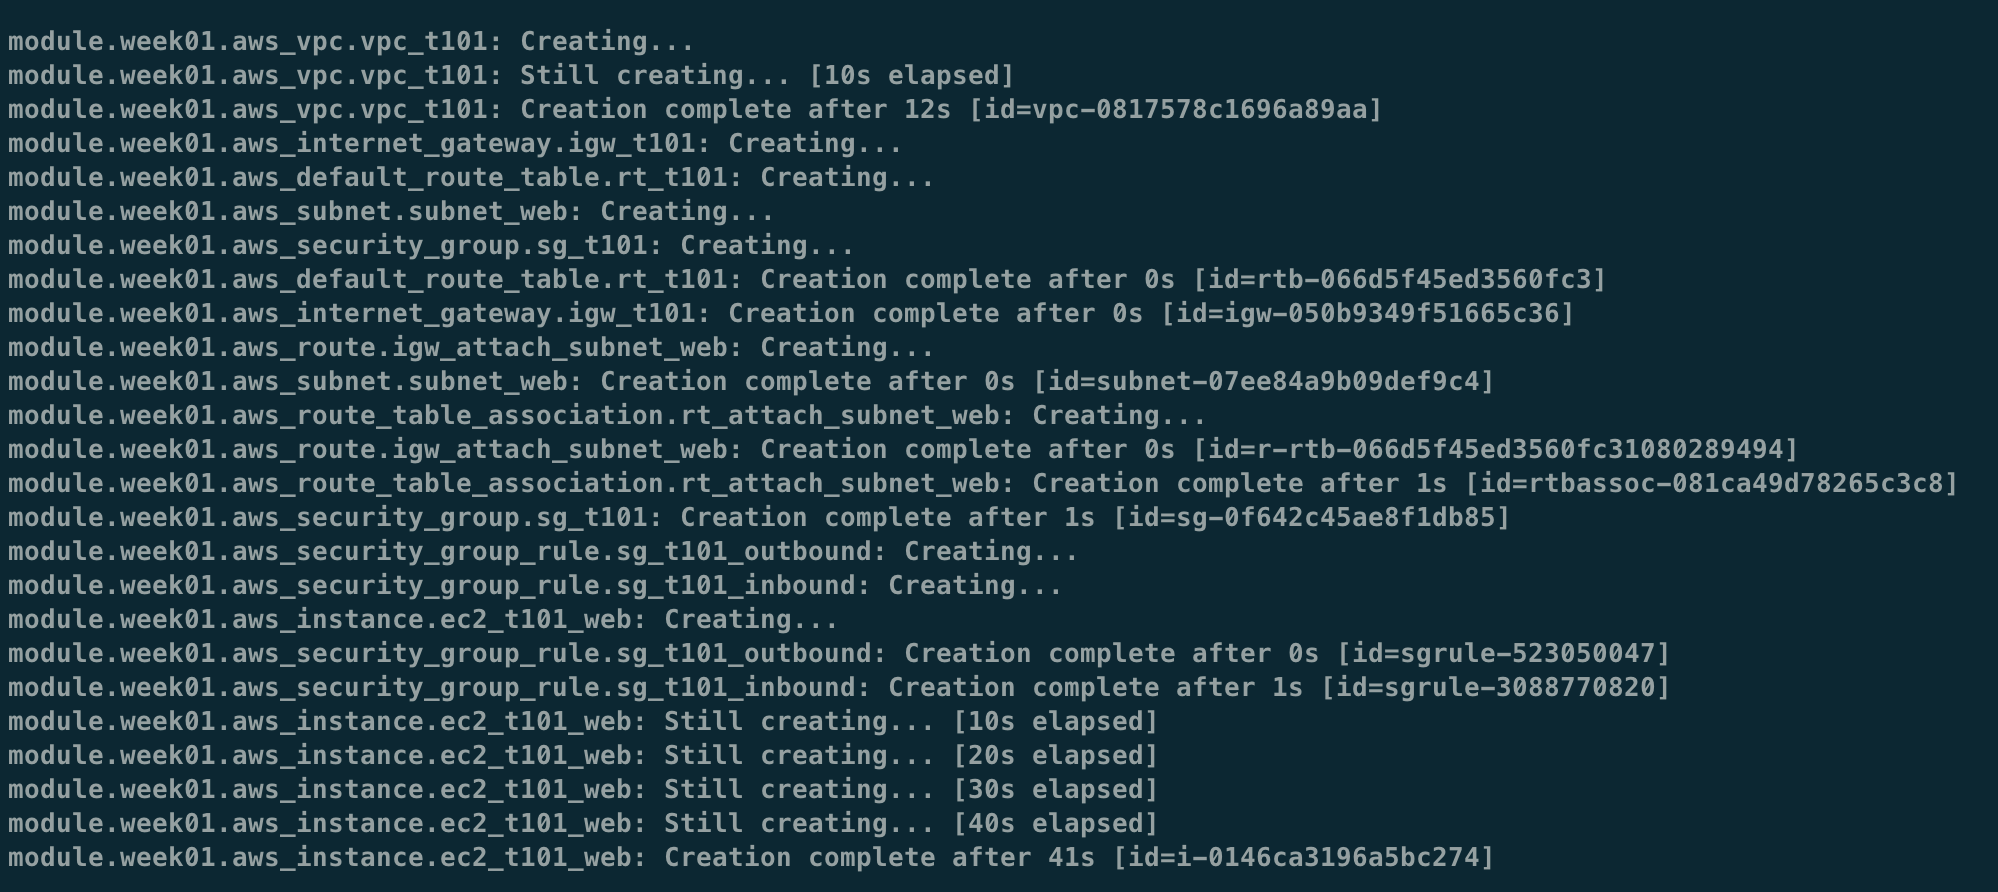 module.week01.aws_vpc.vpc_t101: Creating...
module.week01.aws_vpc.vpc_t101: Still creating... [10s elapsed]
module.week01.aws_vpc.vpc_t101: Creation complete after 12s [id=vpc-0817578c1696a89aa]
module.week01.aws_internet_gateway.igw_t101: Creating...
module.week01.aws_default_route_table.rt_t101: Creating...
module.week01.aws_subnet.subnet_web: Creating...
module.week01.aws_security_group.sg_t101: Creating...
module.week01.aws_default_route_table.rt_t101: Creation complete after 0s [id=rtb-066d5f45ed3560fc3]
module.week01.aws_internet_gateway.igw_t101: Creation complete after 0s [id=igw-050b9349f51665c36]
module.week01.aws_route.igw_attach_subnet_web: Creating...
module.week01.aws_subnet.subnet_web: Creation complete after 0s [id=subnet-07ee84a9b09def9c4]
module.week01.aws_route_table_association.rt_attach_subnet_web: Creating...
module.week01.aws_route.igw_attach_subnet_web: Creation complete after 0s [id=r-rtb-066d5f45ed3560fc31080289494]
module.week01.aws_route_table_association.rt_attach_subnet_web: Creation complete after 1s [id=rtbassoc-081ca49d78265c3c8]
module.week01.aws_security_group.sg_t101: Creation complete after 1s [id=sg-0f642c45ae8f1db85]
module.week01.aws_security_group_rule.sg_t101_outbound: Creating...
module.week01.aws_security_group_rule.sg_t101_inbound: Creating...
module.week01.aws_instance.ec2_t101_web: Creating...
module.week01.aws_security_group_rule.sg_t101_outbound: Creation complete after 0s [id=sgrule-523050047]
module.week01.aws_security_group_rule.sg_t101_inbound: Creation complete after 1s [id=sgrule-3088770820]
module.week01.aws_instance.ec2_t101_web: Still creating... [10s elapsed]
module.week01.aws_instance.ec2_t101_web: Still creating... [20s elapsed]
module.week01.aws_instance.ec2_t101_web: Still creating... [30s elapsed]
module.week01.aws_instance.ec2_t101_web: Still creating... [40s elapsed]
module.week01.aws_instance.ec2_t101_web: Creation complete after 41s [id=i-0146ca3196a5bc274]